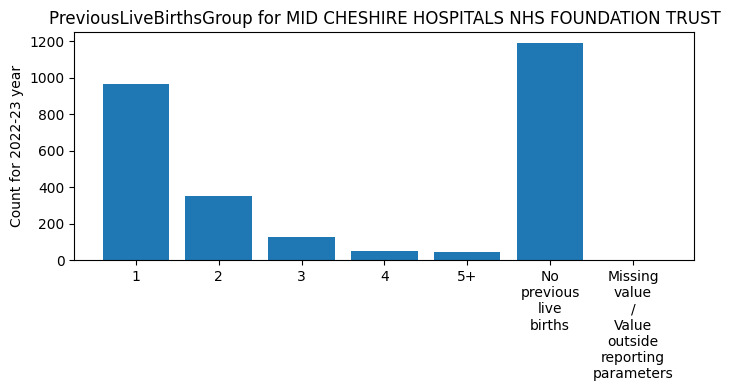 PreviousLiveBirthsGroup for MID CHESHIRE HOSPITALS NHS FOUNDATION TRUST
Count for 2022-23 year
1200
1000
800
600
400
200
0
1
2
3
4
5+
No
previous
live
births
Missing
value
/
Value
outside
reporting
parameters